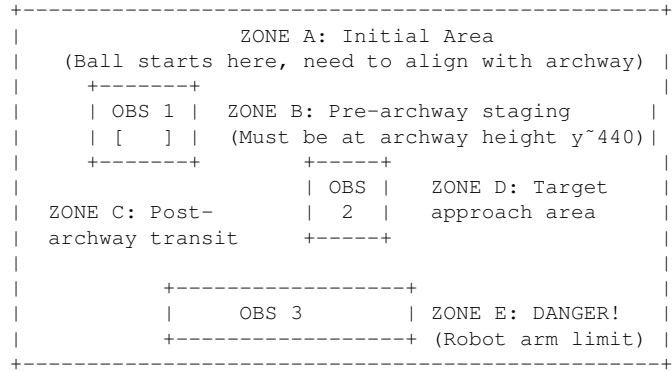 ZONE A: Initial Area
(Ball starts here, need to align with archway)
OBS 1 ZONE B: Pre-archway staging
[ ] (Must be at archway height y~440)
OBS ZONE D: Target
ZONE C: Post- 2 approach area
archway transit
OBS 3 ZONE E: DANGER!
(Robot arm limit)